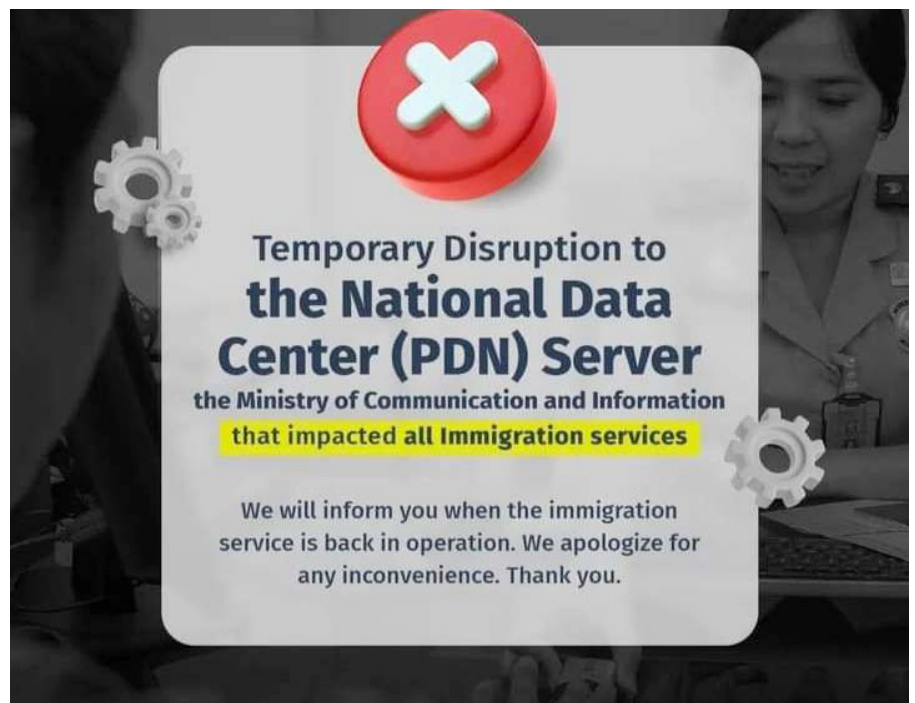 Temporary Disruption to
the National Data
Center (PDN) Server
the Ministry of Communication and Information
that impacted all Immigration services
We will inform you when the immigration
service is back in operation. We apologize for
any inconvenience. Thank you.